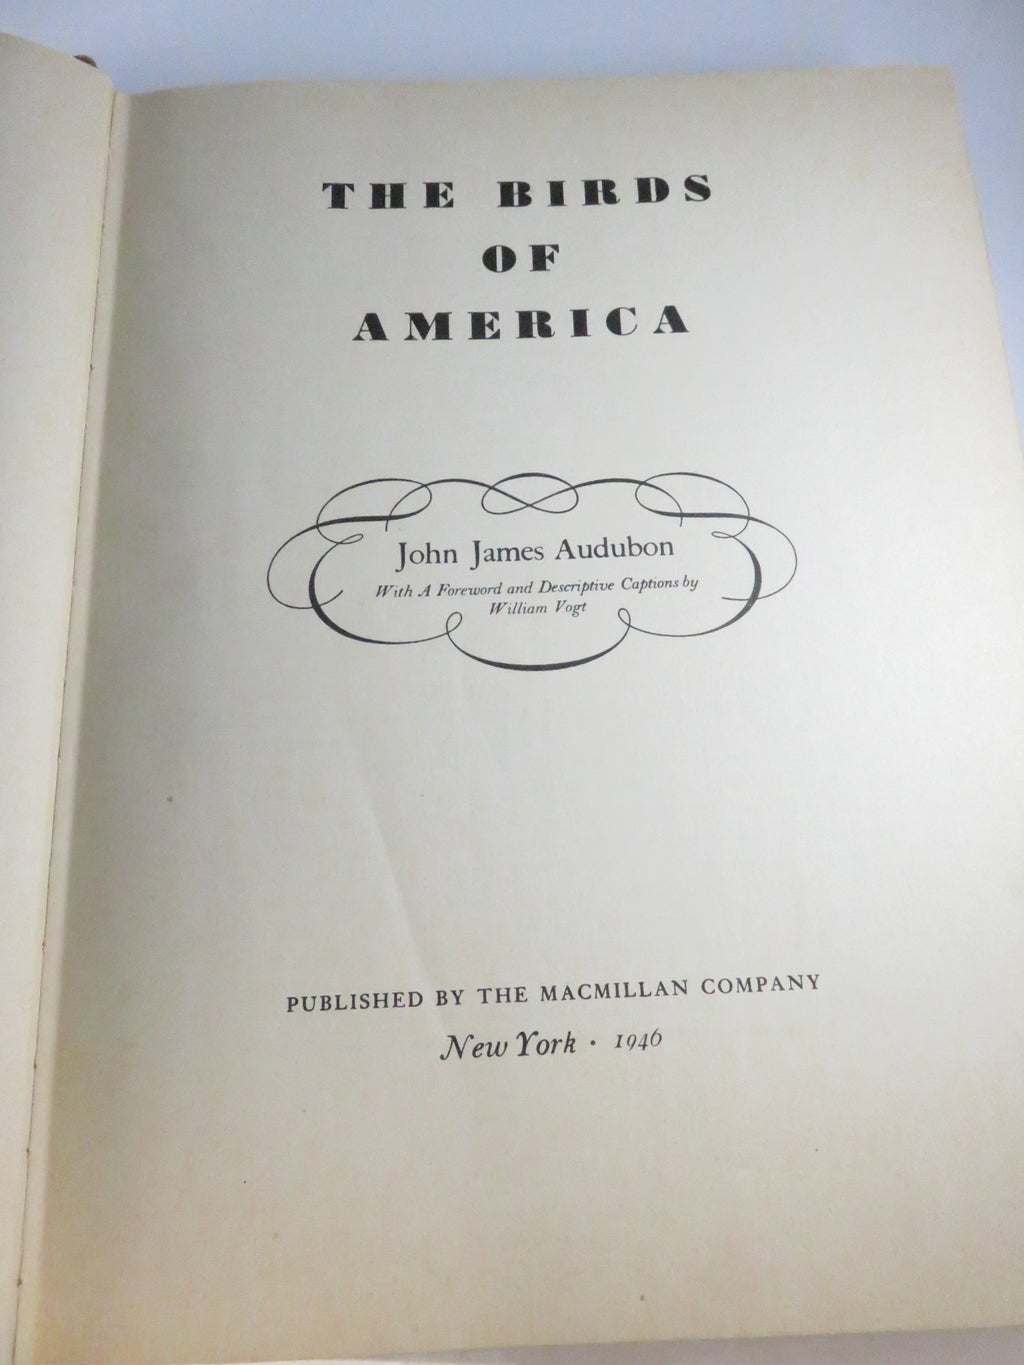 THE BIRDS
OF
AMERICA
John James Audubon
With A Foreword and Descriptive Captions by
William Vogt
PUBLISHED BY THE MACMILLAN COMPANY
New York · 1946